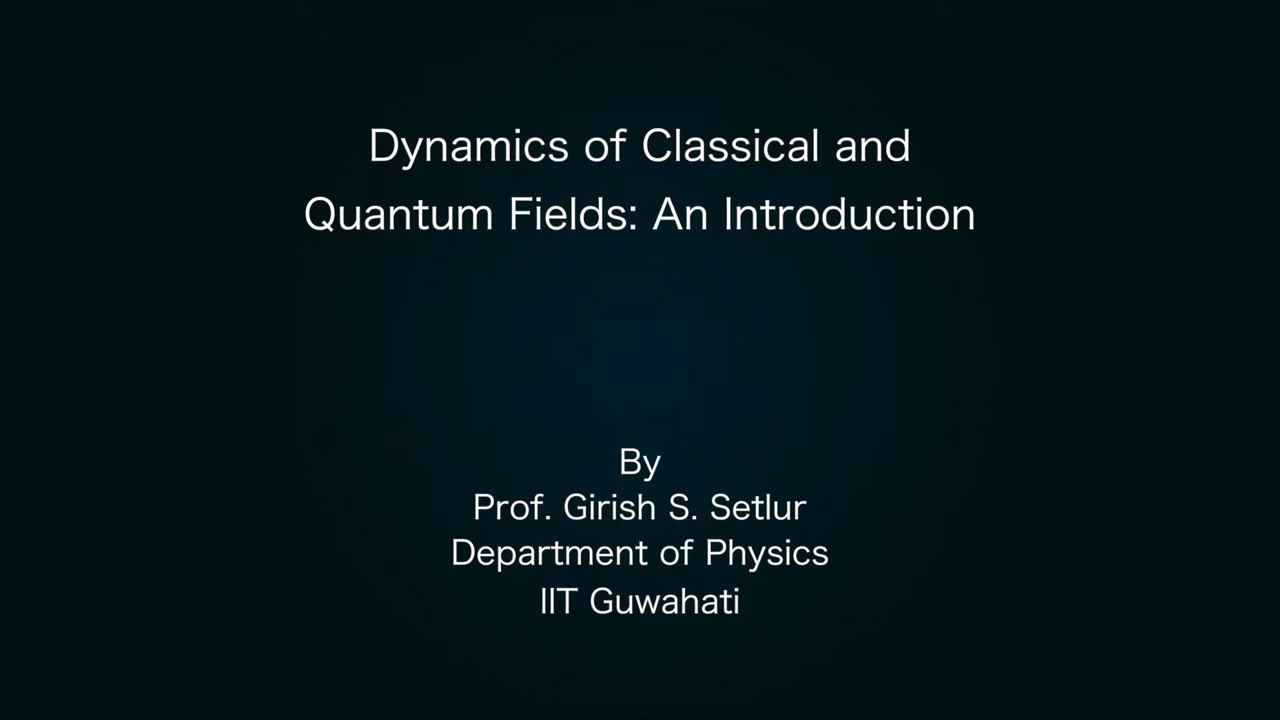 Dynamics of Classical and
Quantum Fields: An Introduction
By
Prof. Girish S. Setlur
Department of Physics
IIT Guwahati